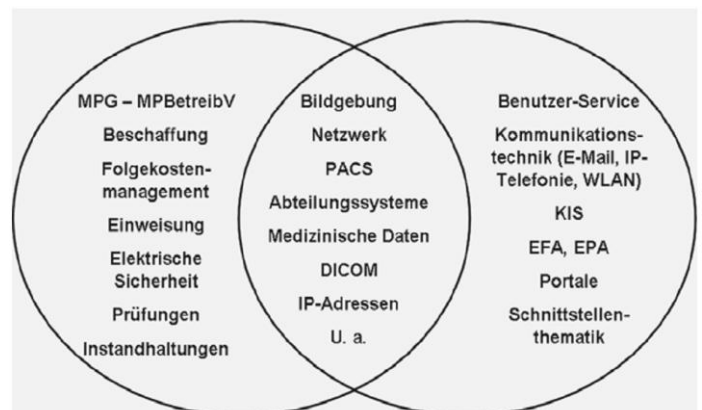 MPG – MPBetreibV
Beschaffung
Folgekosten-
management
Einweisung
Elektrische
Sicherheit
Prüfungen
Instandhaltungen
Bildgebung
Netzwerk
PACS
Abteilungssysteme
Medizinische Daten
DICOM
IP-Adressen
U. a.
Benutzer-Service
Kommunikations-
technik (E-Mail, IP-
Telefonie, WLAN)
KIS
EFA, EPA
Portale
Schnittstellen-
thematik